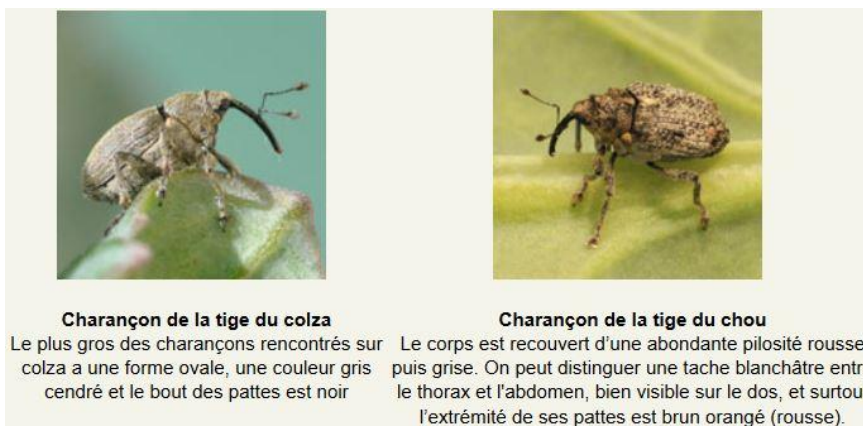 Charançon de la tige du colza
Le plus gros des charançons rencontrés sur
colza a une forme ovale, une couleur gris
cendré et le bout des pattes est noir
Charançon de la tige du chou
Le corps est recouvert d’une abondante pilosité rousse
puis grise. On peut distinguer une tache blanchâtre entr
le thorax et l'abdomen, bien visible sur le dos, et surtou
l’extrémité de ses pattes est brun orangé (rousse).